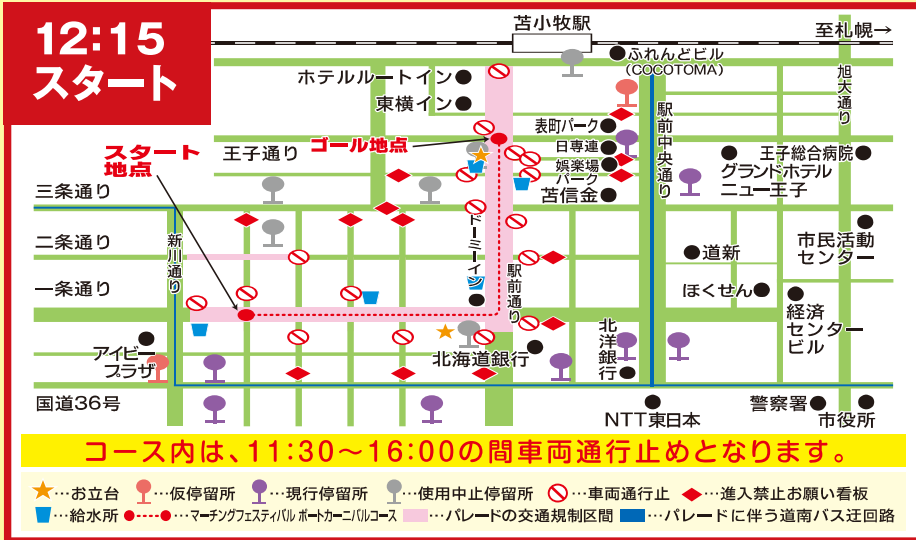 12:15
スタート
苫小牧駅
至札幌→
ふれんどビル
(COCOTOMA)
ホテルルートイン
東横イン
旭大通り
駅前中央通り
表町パーク
日専連
娯楽場
パーク
苫信金
王子総合病院
グランドホテル
ニュー王子
スタート
地点
王子通り
ゴール地点
三条通り
二条通り
一条通り
新川通り
ドーミーイン
駅前通り
道新
市民活動
センター
ほくせん
経済
センター
ビル
アイビー
プラザ
北海道銀行
北洋銀行
国道36号
NTT東日本
警察署
市役所
コース内は、11:30〜16:00の間車両通行止めとなります。
…お立台
…仮停留所
…現行停留所
…使用中止停留所
…車両通行止
…進入禁止お願い看板
…給水所
…マーチングフェスティバル ポートカーニバルコース
…パレードの交通規制区間
…パレードに伴う道南バス迂回路